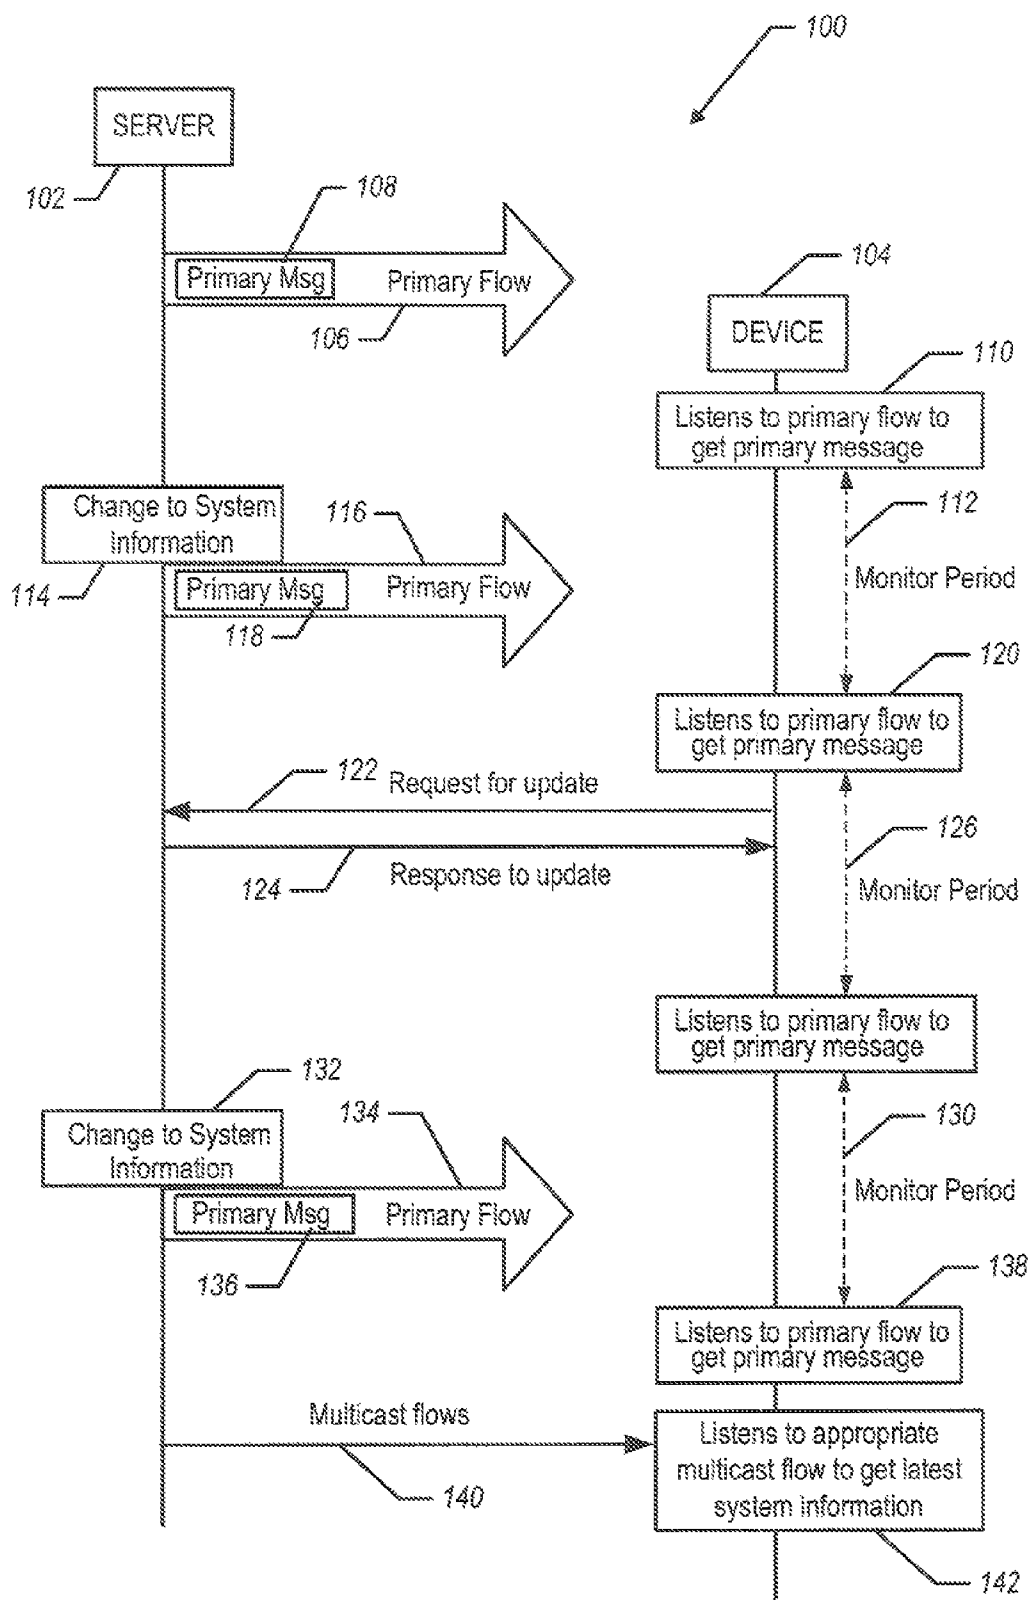 100
SERVER
102
108
Primary Msg
Primary Flow
106
104
DEVICE
110
Listens to primary flow to
get primary message
112
Monitor Period
Change to System
Information
114
116
Primary Msg
Primary Flow
118
120
Listens to primary flow to
get primary message
122
Request for update
124
Response to update
126
Monitor Period
Listens to primary flow to
get primary message
132
Change to System
Information
134
Primary Msg
Primary Flow
136
130
Monitor Period
138
Listens to primary flow to
get primary message
Multicast flows
140
Listens to appropriate
multicast flow to get latest
system information
142